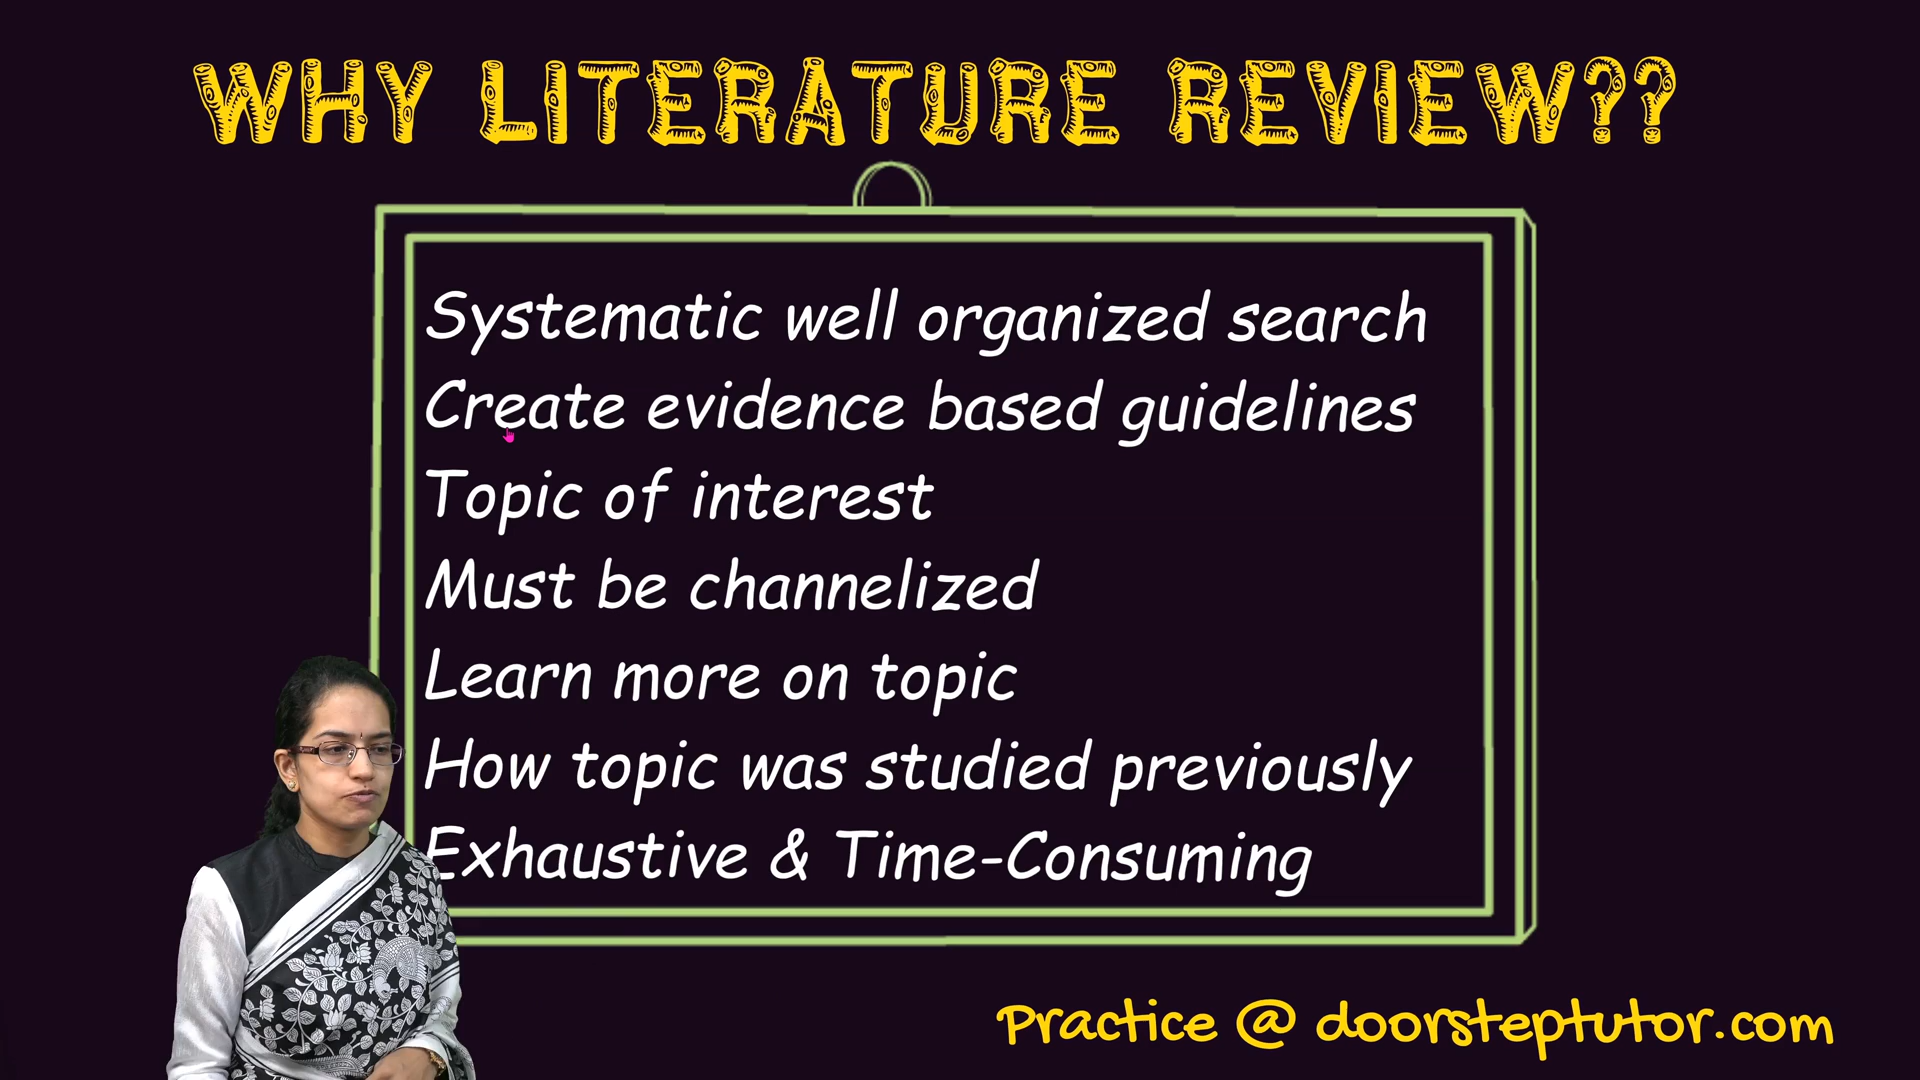 WHY LITERATURE REVIEW??
Systematic well organized search
Create evidence based guidelines
Topic of interest
Must be channelized
Learn more on topic
How topic was studied previously
Exhaustive & Time-Consuming
Practice @ doorsteptutor.com